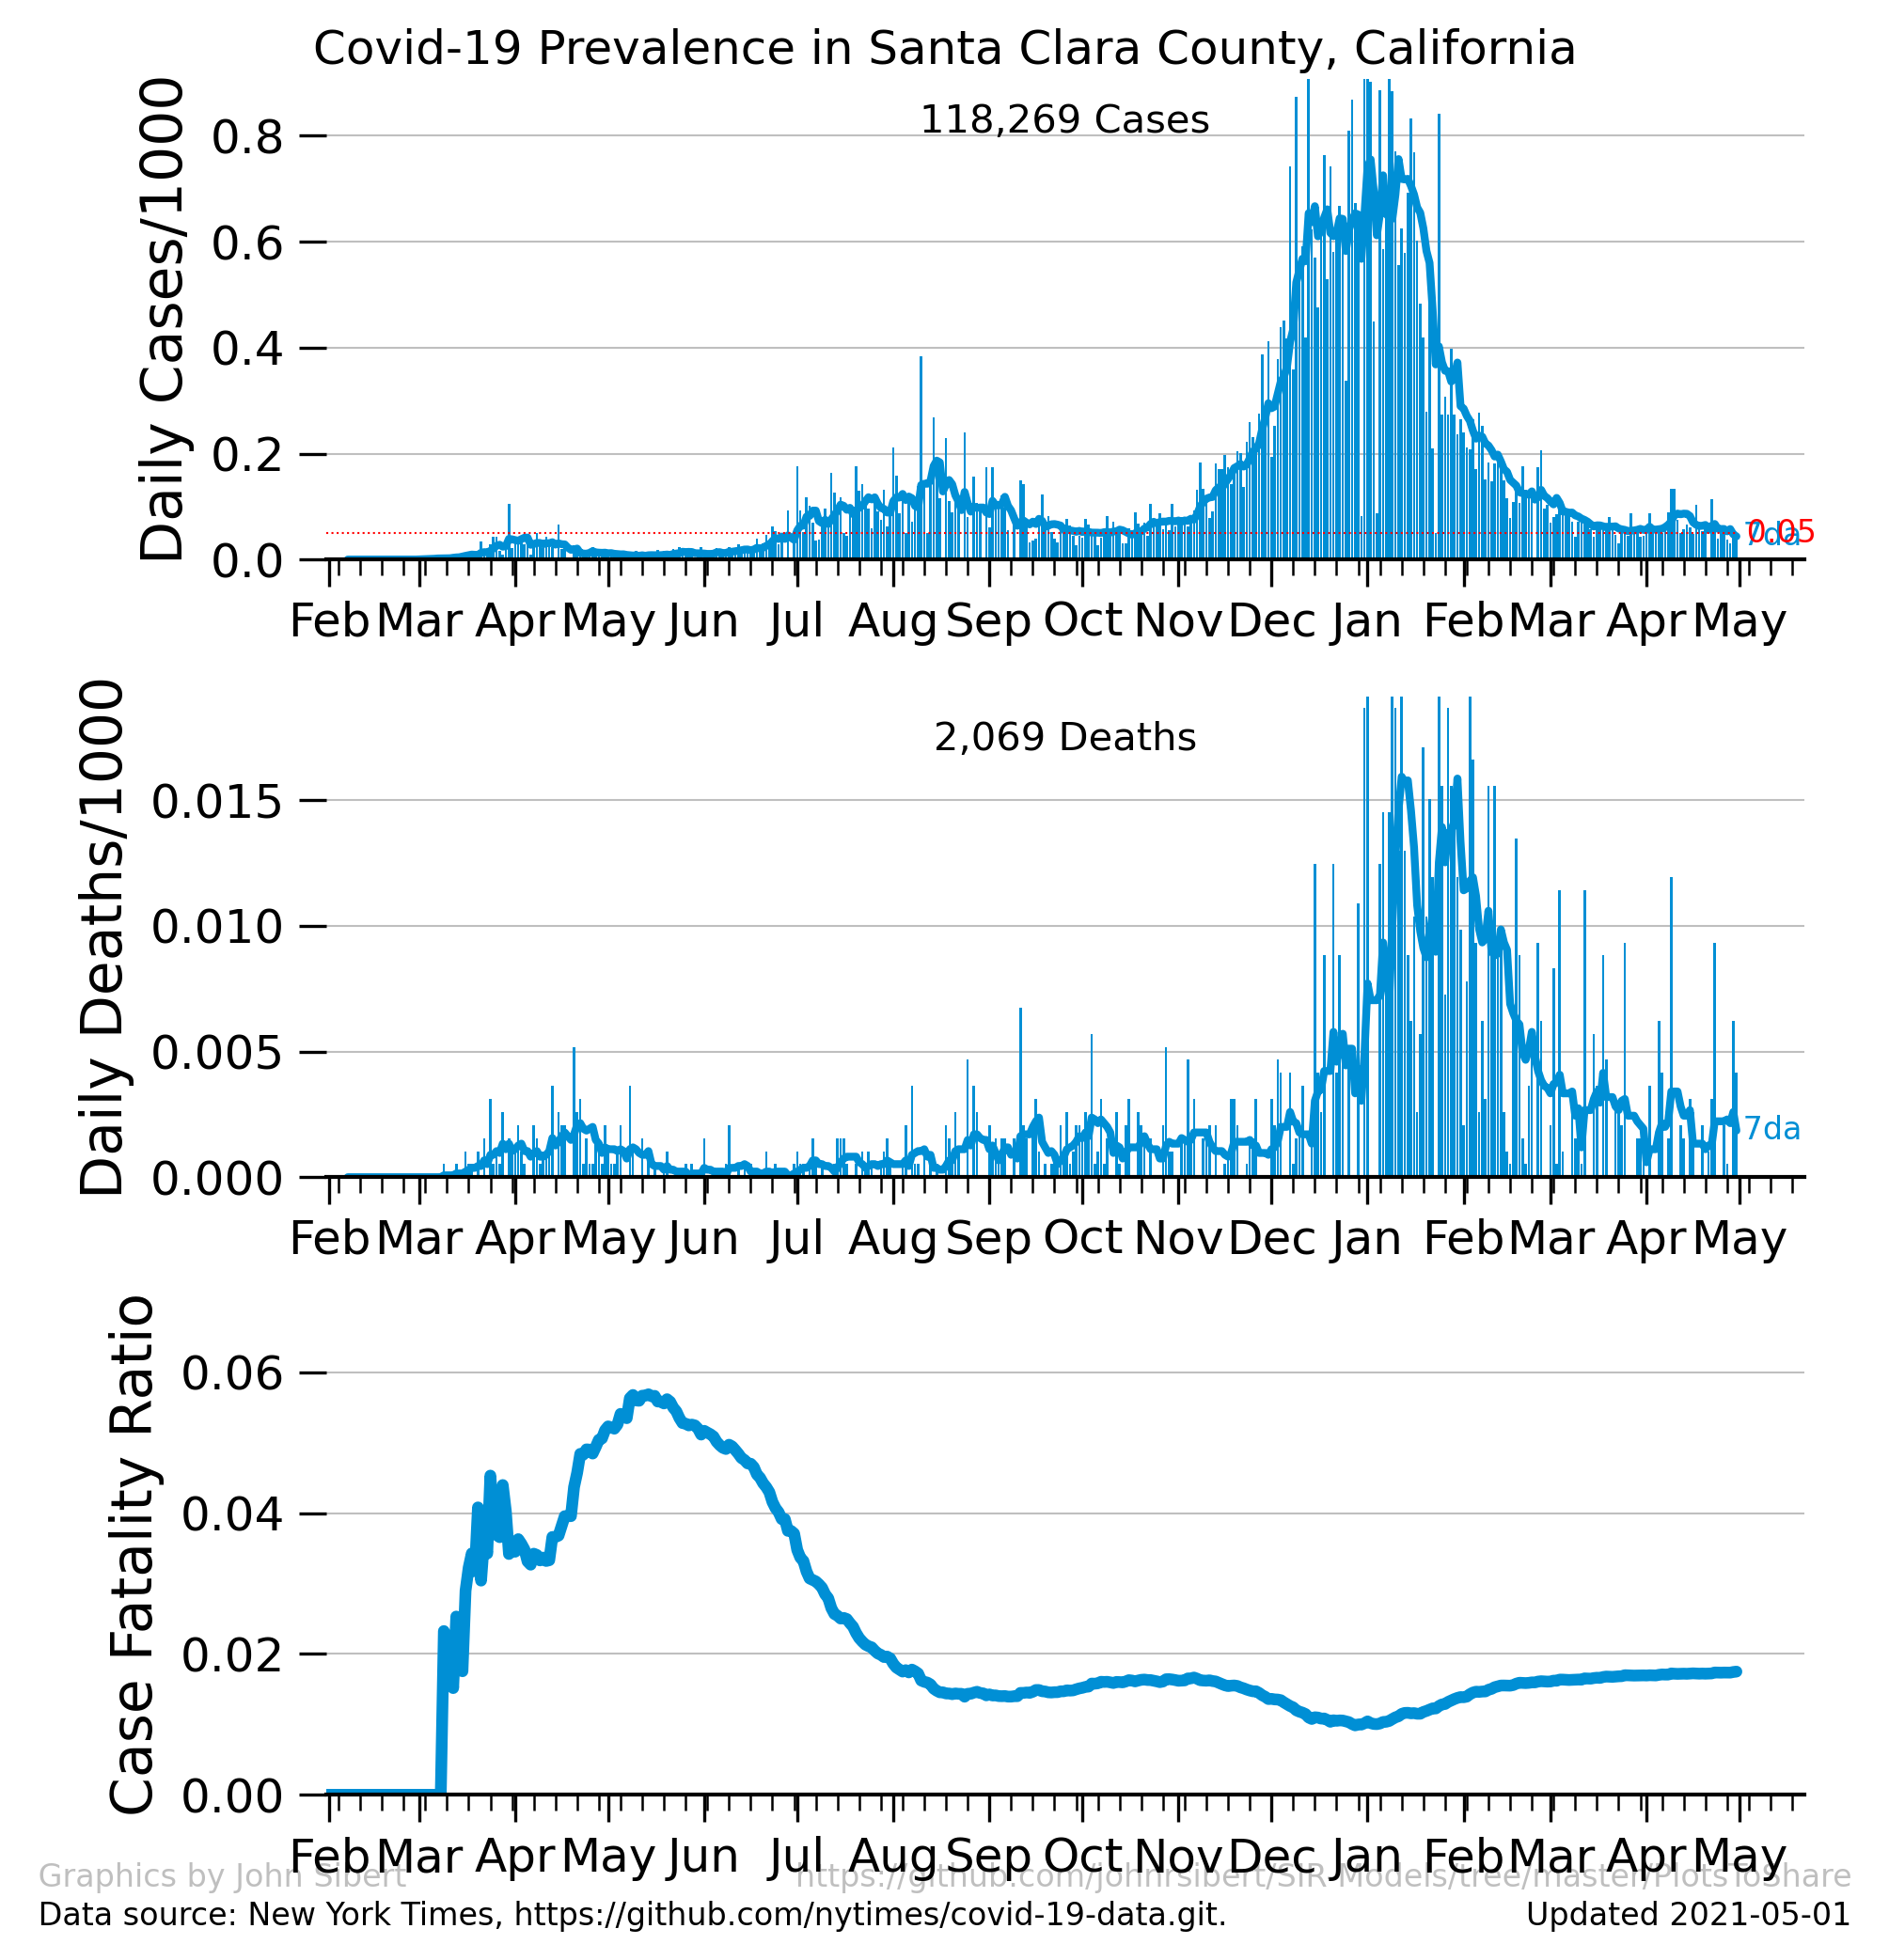 Covid-19 Prevalence in Santa Clara County, California
118,269 Cases
Daily Cases/1000
0.8
0.6
0.4
0.2
0.0
7da
0.05
Feb Mar Apr May Jun Jul Aug Sep Oct Nov Dec Jan Feb Mar Apr May
2,069 Deaths
Daily Deaths/1000
0.015
0.010
0.005
0.000
7da
Feb Mar Apr May Jun Jul Aug Sep Oct Nov Dec Jan Feb Mar Apr May
Case Fatality Ratio
0.06
0.04
0.02
0.00
Feb Mar Apr May Jun Jul Aug Sep Oct Nov Dec Jan Feb Mar Apr May
Graphics by John Sibert
https://github.com/johnrsibert/SIR-Models/tree/master/PlotsToShare
Data source: New York Times, https://github.com/nytimes/covid-19-data.git.
Updated 2021-05-01